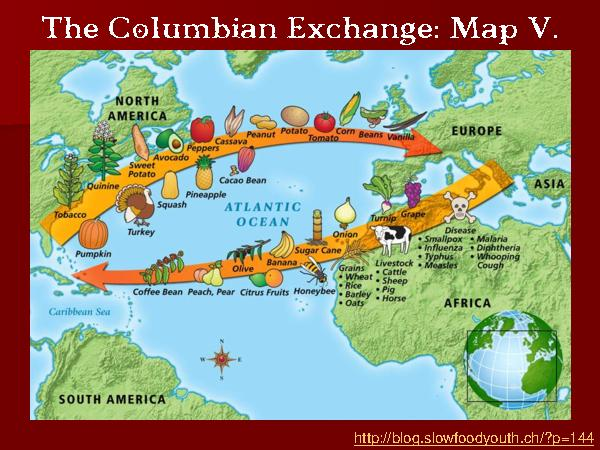 The Columbian Exchange: Map V.
NORTH
AMERICA
EUROPE
ASIA
Quinine
Sweet
Potato
Avocado
Peppers
Cassava
Peanut
Potato
Tomato
Corn
Beans
Vanilla
Tobacco
Pumpkin
Turkey
Squash
Pineapple
Cacao Bean
ATLANTIC
OCEAN
Coffee Bean
Peach, Pear
Olive
Citrus Fruits
Banana
Honeybee
Sugar Cane
Onion
Turnip
Grape
Grains
• Wheat
• Rice
• Barley
• Oats
Livestock
• Cattle
• Sheep
• Pig
• Horse
Disease
• Smallpox
• Influenza
• Typhus
• Measles
• Malaria
• Diphtheria
• Whooping
Cough
AFRICA
Caribbean Sea
N
W
E
S
SOUTH AMERICA
http://blog.slowfoodyouth.ch/?p=144